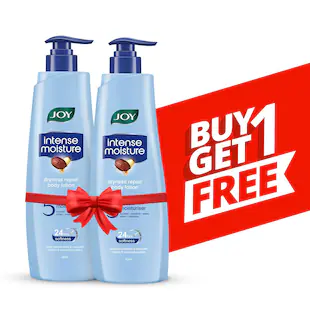 JOY
intense
moisture
dryness repair
body lotion
5
24
softness
JOY
intense
moisture
dryness repair
body lotion
24
softness
BUY 1
GET
FREE